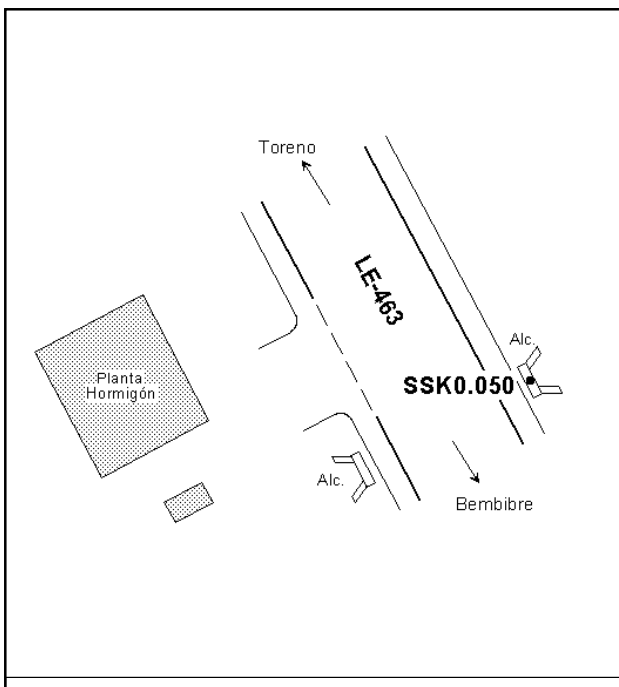 Toreno
LE-463
Alc.
Planta
Hormigón
SSK0.050
Alc.
Bembibre